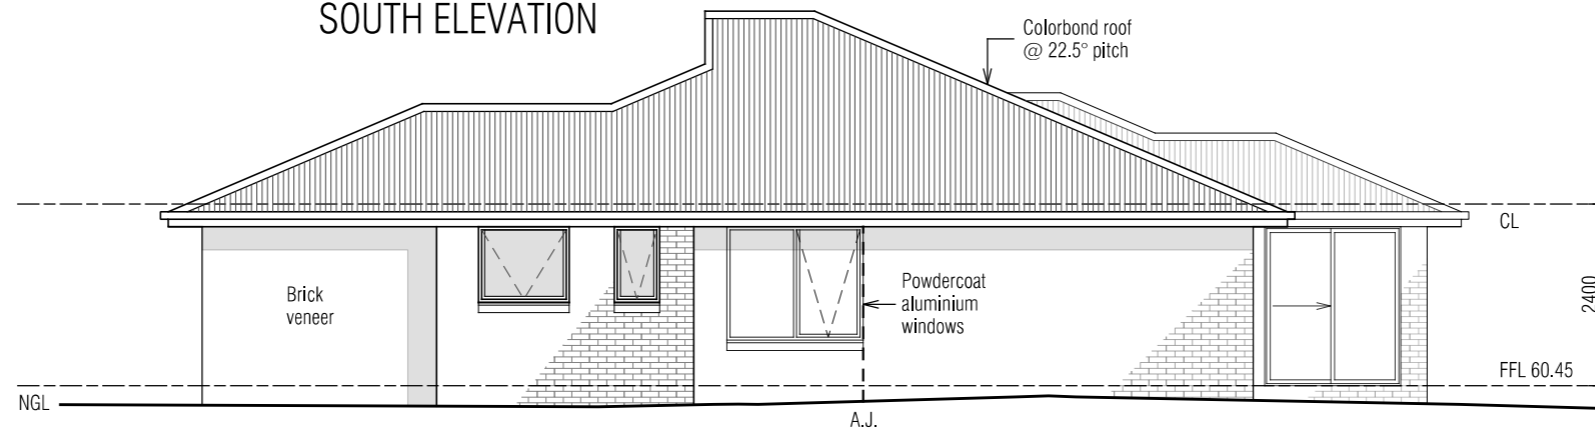 SOUTH ELEVATION
Colorbond roof
@ 22.5° pitch
CL
Brick
veneer
Powdercoat
aluminium
windows
2400
FFL 60.45
NGL
A.J.